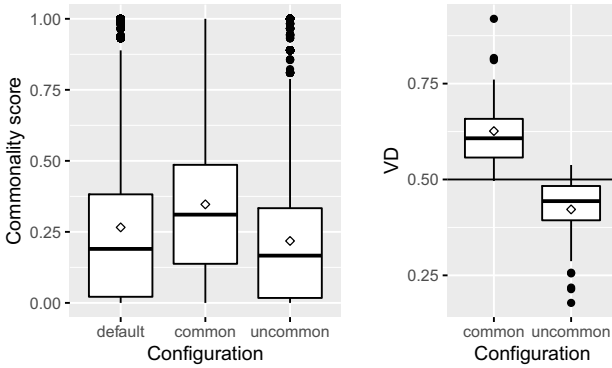 Commonality score
1.00
0.75
0.50
0.25
0.00
default common uncommon
Configuration
VD
0.75
0.50
0.25
common uncommon
Configuration